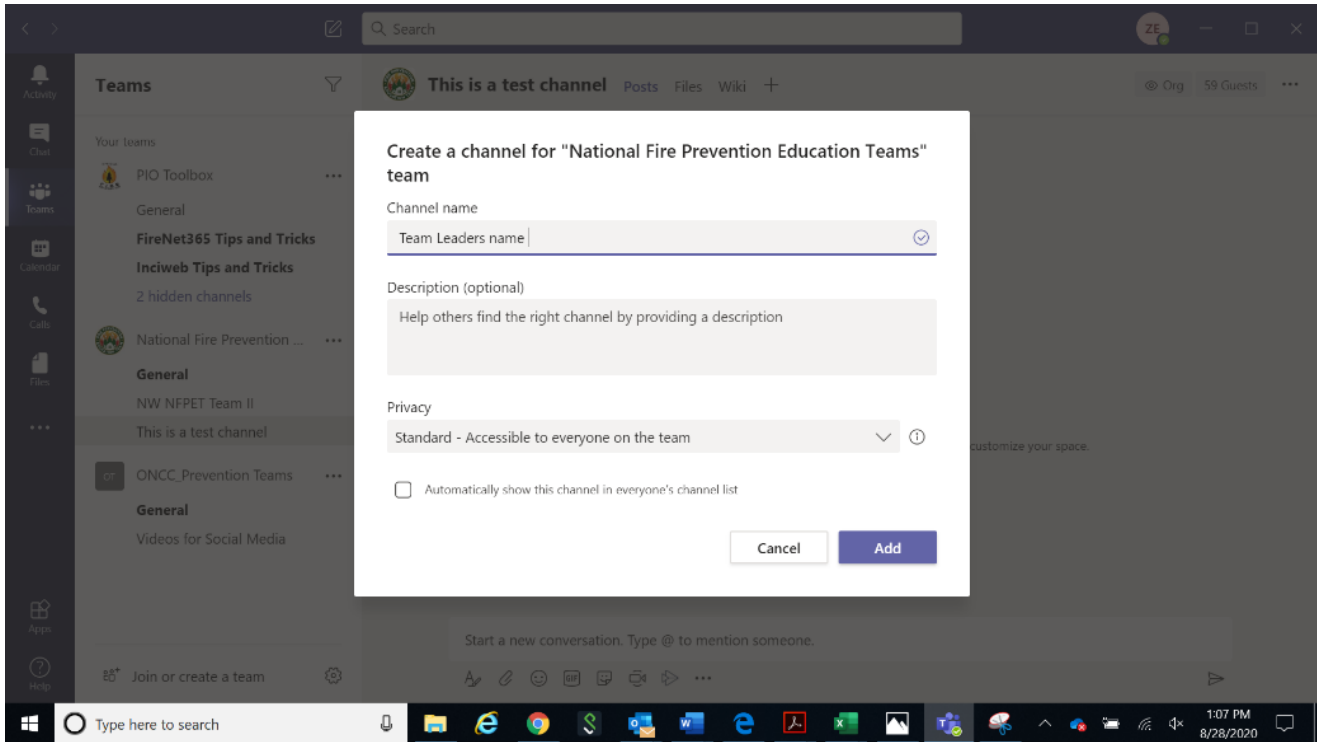 Search
ZE
Activity
Chat
Teams
Calendar
Calls
Files
Apps
Help
Teams
Your teams
PIO Toolbox
General
FireNet365 Tips and Tricks
Inciweb Tips and Tricks
2 hidden channels
National Fire Prevention ...
General
NW NFPET Team II
This is a test channel
OT
ONCC_Prevention Teams
General
Videos for Social Media
Join or create a team
This is a test channel Posts Files Wiki
Org 59 Guests
Create a channel for "National Fire Prevention Education Teams"
team
Channel name
Team Leaders name
Description (optional)
Help others find the right channel by providing a description
Privacy
Standard - Accessible to everyone on the team
Automatically show this channel in everyone's channel list
Cancel Add
customize your space.
Start a new conversation. Type @ to mention someone.
GIF
Type here to search
1:07 PM
8/28/2020